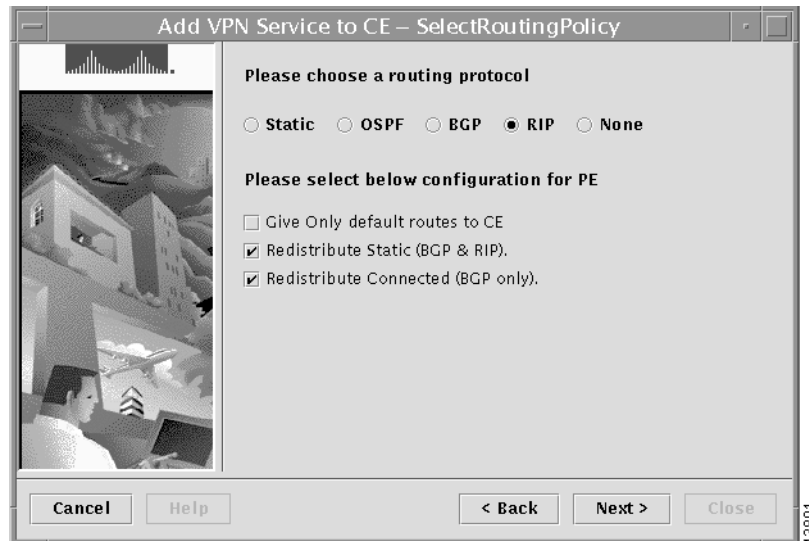 Add VPN Service to CE – SelectRoutingPolicy
Please choose a routing protocol
Static OSPF BGP RIP None
Please select below configuration for PE
Give Only default routes to CE
Redistribute Static (BGP & RIP).
Redistribute Connected (BGP only).
Cancel Help < Back Next > Close